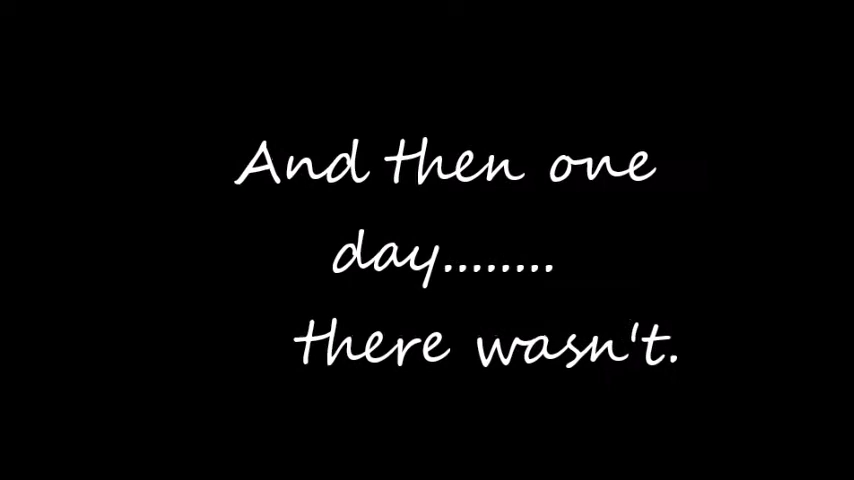 And then one
day........
there wasn't.